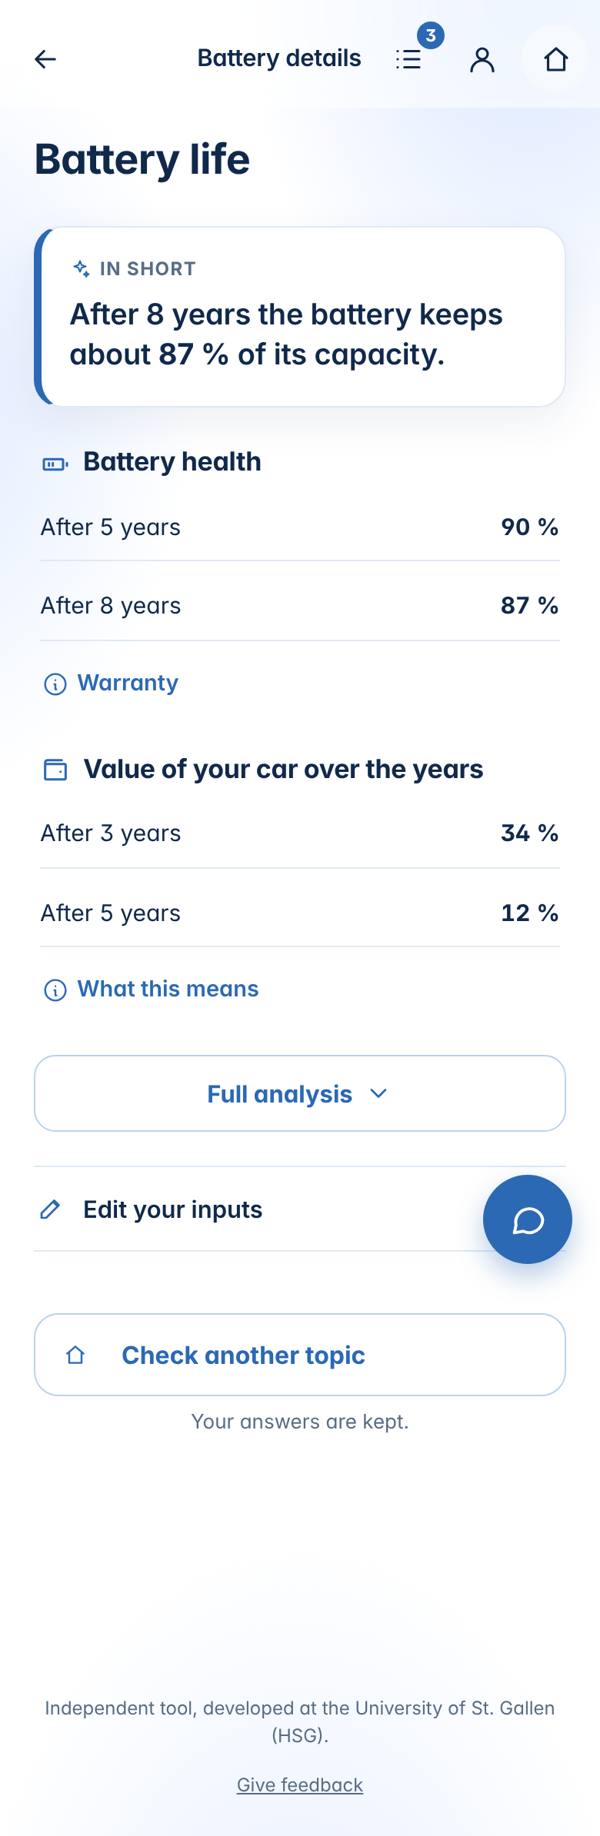 Battery details
3
Battery life
IN SHORT
After 8 years the battery keeps
about 87 % of its capacity.
Battery health
After 5 years 90 %
After 8 years 87 %
Warranty
Value of your car over the years
After 3 years 34 %
After 5 years 12 %
What this means
Full analysis
Edit your inputs
Check another topic
Your answers are kept.
Independent tool, developed at the University of St. Gallen
(HSG).
Give feedback